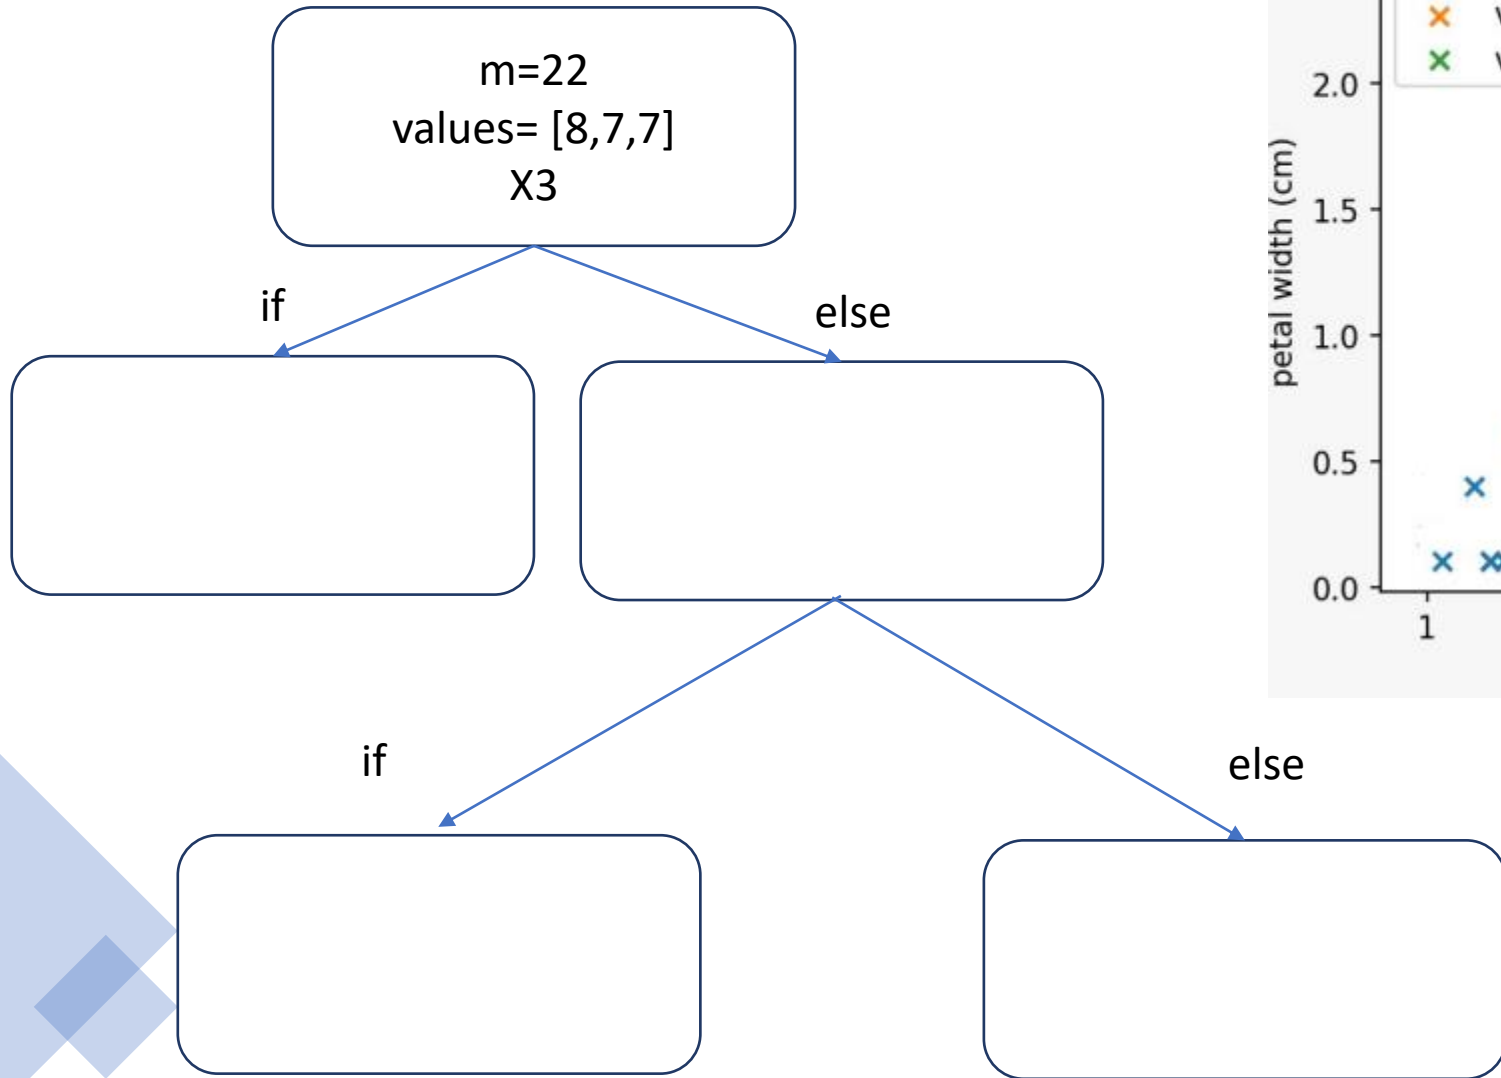 m=22
values= [8,7,7]
X3
if
else
if
else
2.0
1.5
1.0
0.5
0.0
petal width (cm)
1